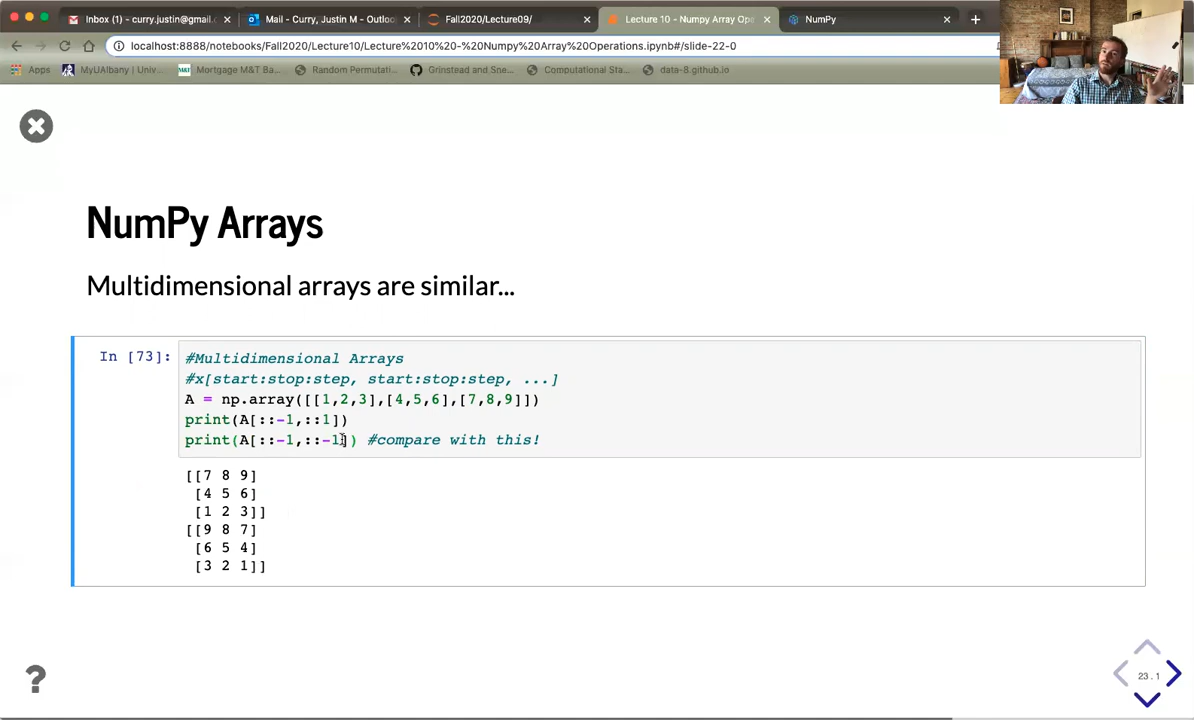 Inbox (1) - curry.justin@gmail.
Mail - Curry, Justin M - Outloo
Fall2020/Lecture09/
Lecture 10 - Numpy Array Ope
NumPy
localhost:8888/notebooks/Fall2020/Lecture10/Lecture%2010%20-%20Numpy%20Array%20Operations.ipynb#/slide-22-0
Apps
MyUAlbany | Univ...
Mortgage M&T Ba...
Random Permutati...
Grinstead and Sne...
Computational Sta...
data-8.github.io
NumPy Arrays
Multidimensional arrays are similar...
In [73]:
#Multidimensional Arrays
#x[start:stop:step, start:stop:step, ...]
A = np.array([[1,2,3],[4,5,6],[7,8,9]])
print(A[::-1,::1])
print(A[::-1,::-1]) #compare with this!
[[7 8 9]
[4 5 6]
[1 2 3]]
[[9 8 7]
[6 5 4]
[3 2 1]]
?
23.1